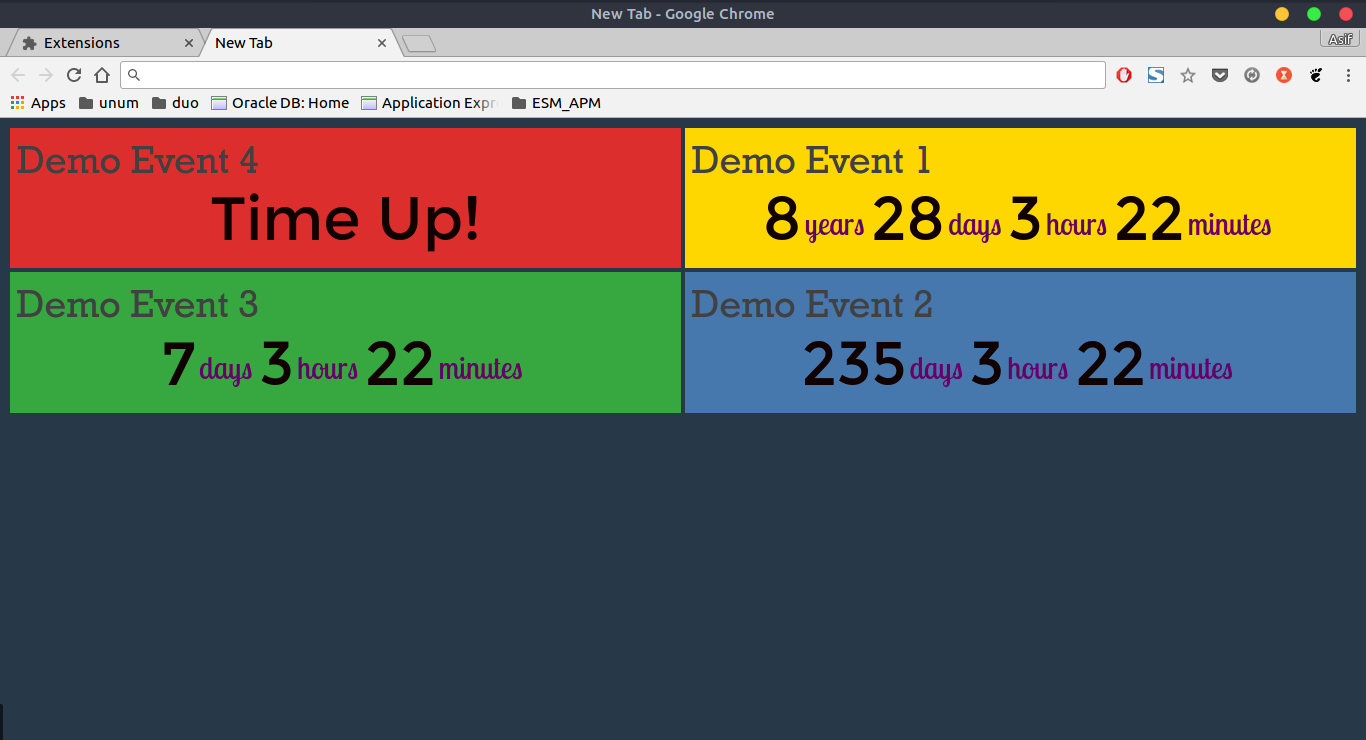 New Tab - Google Chrome
Extensions
New Tab
Asif
Apps unum duo Oracle DB: Home Application Expr ESM_APM
Demo Event 4
Time Up!
Demo Event 1
8 years 28 days 3 hours 22 minutes
Demo Event 3
7 days 3 hours 22 minutes
Demo Event 2
235 days 3 hours 22 minutes